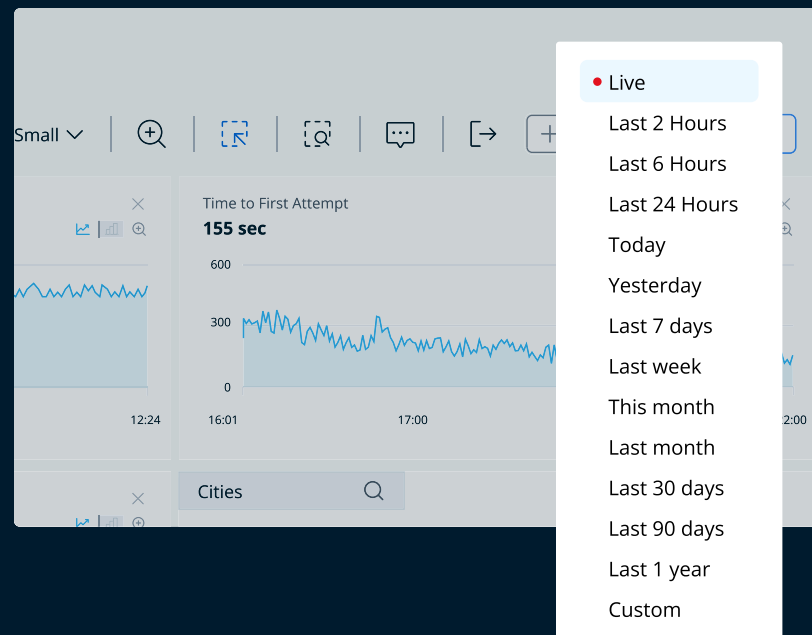 Small
Time to First Attempt
155 sec
600
300
0
12:24
16:01
17:00
2:00
Cities
Live
Last 2 Hours
Last 6 Hours
Last 24 Hours
Today
Yesterday
Last 7 days
Last week
This month
Last month
Last 30 days
Last 90 days
Last 1 year
Custom